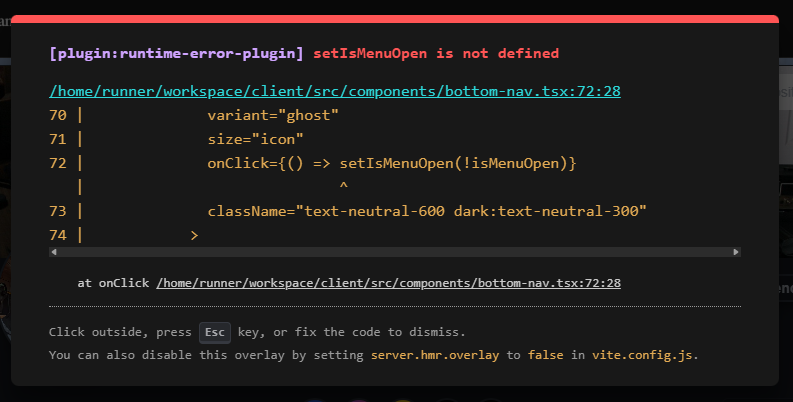 [plugin:runtime-error-plugin] setIsMenuOpen is not defined
/home/runner/workspace/client/src/components/bottom-nav.tsx:72:28
70 |              variant="ghost"
71 |              size="icon"
72 |              onClick={() => setIsMenuOpen(!isMenuOpen)}
   |                             ^
73 |              className="text-neutral-600 dark:text-neutral-300"
74 |            >
at onClick /home/runner/workspace/client/src/components/bottom-nav.tsx:72:28
Click outside, press Esc key, or fix the code to dismiss.
You can also disable this overlay by setting server.hmr.overlay to false in vite.config.js.